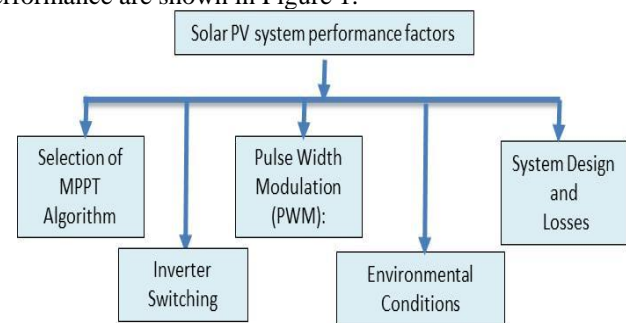 erformance are shown in Figure 1.
Solar PV system performance factors
Selection of
MPPT
Algorithm
Inverter
Switching
Pulse Width
Modulation
(PWM):
Environmental
Conditions
System Design
and
Losses